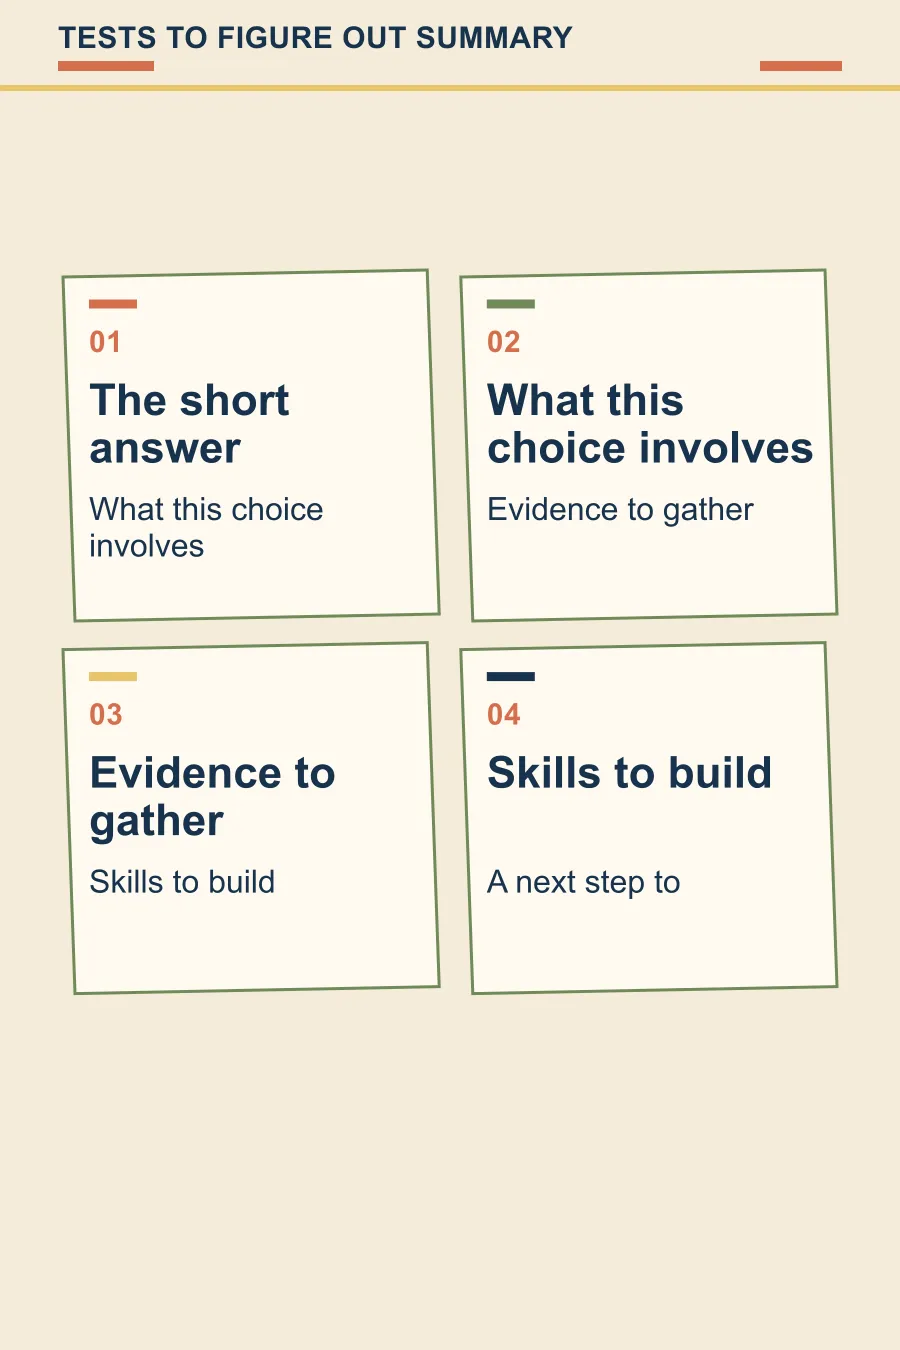 TESTS TO FIGURE OUT SUMMARY
01
The short
answer
What this choice
involves
02
What this
choice involves
Evidence to gather
03
Evidence to
gather
Skills to build
04
Skills to build
A next step to